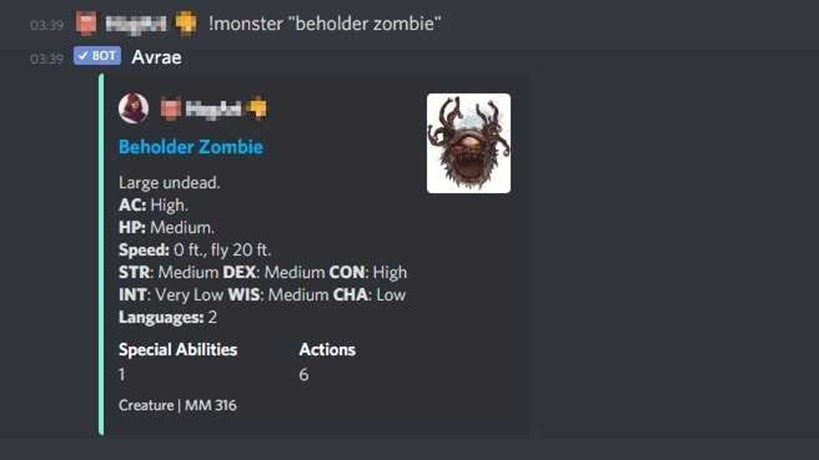 03:39 !monster "beholder zombie"
03:39 BOT Avrae
Beholder Zombie
Large undead.
AC: High.
HP: Medium.
Speed: 0 ft., fly 20 ft.
STR: Medium DEX: Medium CON: High
INT: Very Low WIS: Medium CHA: Low
Languages: 2
Special Abilities Actions
1 6
Creature | MM 316